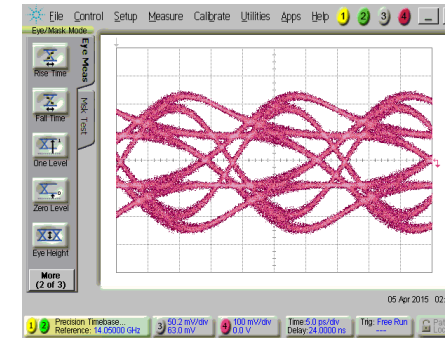 File Control Setup Measure Calibrate Utilities Apps Help 1 2 3 4
Eye/Mask Mode
Eye Meas
Mask Test
Rise Time
Fall Time
One Level
Zero Level
Eye Height
More
(2 of 3)
05 Apr 2015 02:
1 2 Precision Timebase...
Reference: 14.05000 GHz
3 50.2 mV/div
63.0 mV
4 100 mV/div
0.0 V
Time:5.0 ps/div
Delay:24.0000 ns
Trig: Free Run
---